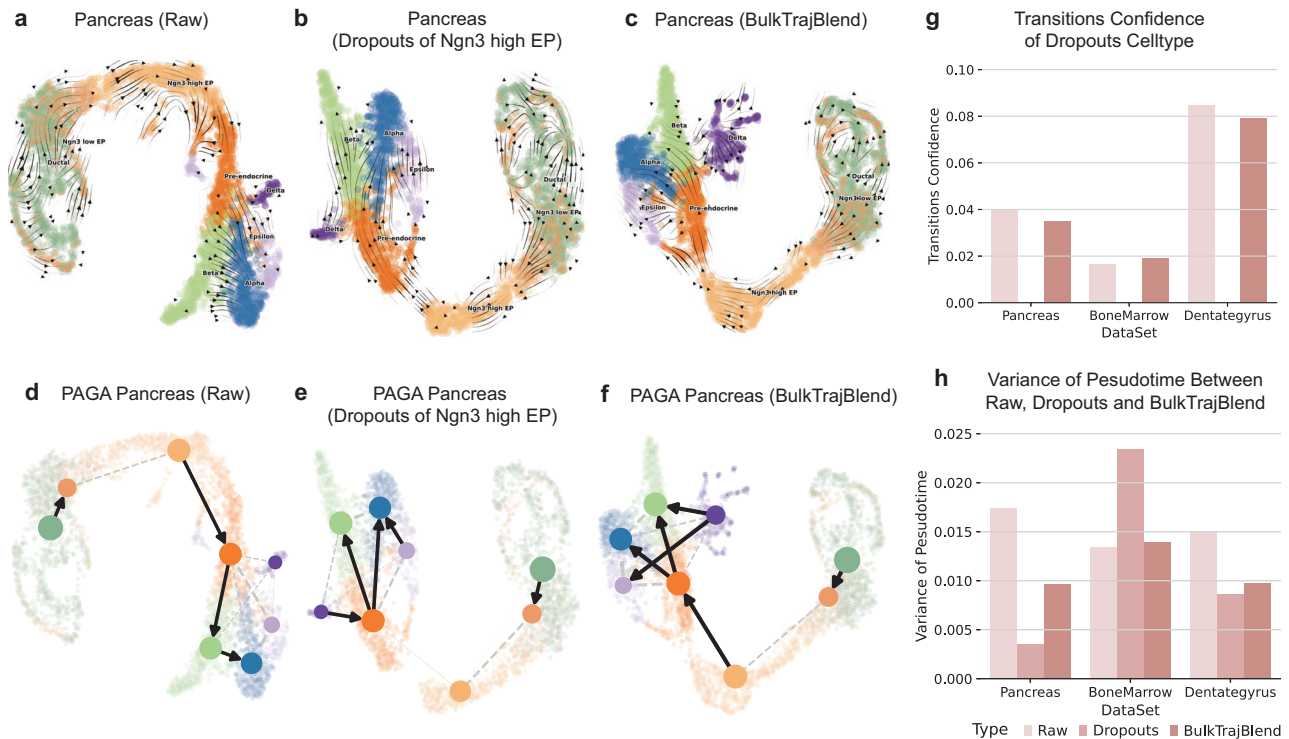 a Pancreas (Raw)
Ngn3 high EP
Ngn3 low EP
Ductal
Pre-endocrine
Delta
Epsilon
Beta
Alpha
b Pancreas
(Dropouts of Ngn3 high EP)
Beta
Alpha
Epsilon
Delta
Pre-endocrine
Ductal
Ngn3 low EP
Ngn3 high EP
c Pancreas (BulkTrajBlend)
Beta
Delta
Alpha
Epsilon
Pre-endocrine
Ductal
Ngn3 low EP
Ngn3 high EP
g Transitions Confidence
of Dropouts Celltype
Transitions Confidence
0.10
0.08
0.06
0.04
0.02
0.00
Pancreas BoneMarrow Dentategyrus
DataSet
d PAGA Pancreas (Raw)
e PAGA Pancreas
(Dropouts of Ngn3 high EP)
f PAGA Pancreas (BulkTrajBlend)
h Variance of Pesudotime Between
Raw, Dropouts and BulkTrajBlend
Variance of Pesudotime
0.025
0.020
0.015
0.010
0.005
0.000
Pancreas BoneMarrow Dentategyrus
DataSet
Type Raw Dropouts BulkTrajBlend